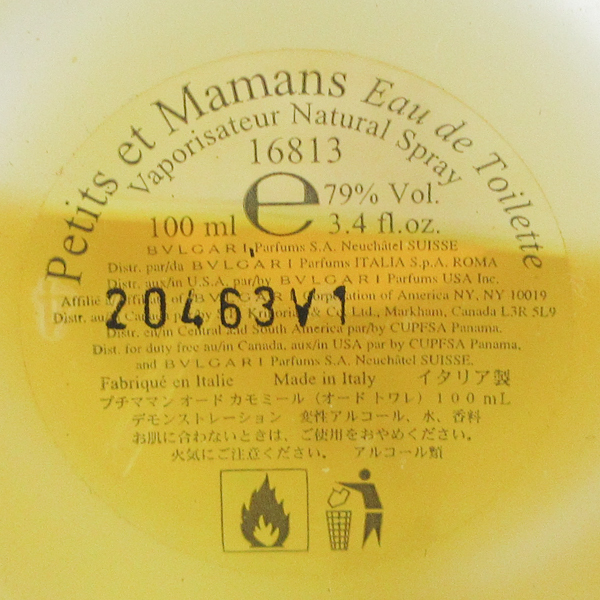 Petits et Mamans Eau de Toilette
Vaporisateur Natural Spray
16813
e
79% Vol.
100 ml
3.4 fl.oz.
BVLGARI Parfums S.A. Neuchâtel SUISSE
Distr. par/da BVLGARI Parfums ITALIA S.p.A. ROMA
Distr. aux/in U.S.A. par/by BVLGARI Parfums USA Inc.
Affilié à/affiliate of BVLGARI Corporation of America NY, NY 10019
20463V1
Distr. au/ & Co Ltd., Markham, Canada L3R 5L9
Distr. en/in Central and South America par/by CUPFSA Panama.
Dist. for duty free au/in Canada, aux/in USA par by CUPFSA Panama,
and BVLGARI Parfums S.A. Neuchâtel SUISSE.
Fabriqué en Italie Made in Italy イタリア製
プチママン オード カモミール（オード トワレ）100mL
デモンストレーション 変性アルコール、水、香料
お肌に合わないときは、ご使用をおやめください。
火気にご注意ください。 アルコール類